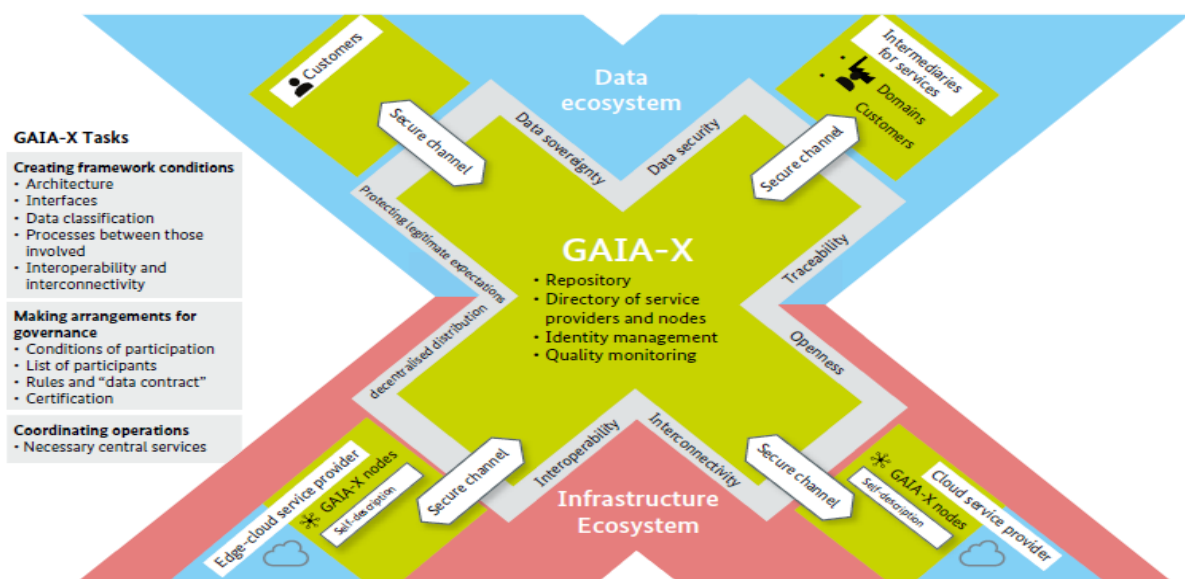 GAIA-X Tasks
Creating framework conditions
• Architecture
• Interfaces
• Data classification
• Processes between those
involved
• Interoperability and
interconnectivity
Making arrangements for
governance
• Conditions of participation
• List of participants
• Rules and “data contract”
• Certification
Coordinating operations
• Necessary central services
Customers
Secure channel
Data
ecosystem
Intermediaries
for services
Domains
Customers
Secure channel
Data sovereignty
Data security
Protecting legitimate expectations
Traceability
GAIA-X
• Repository
• Directory of service
providers and nodes
• Identity management
• Quality monitoring
decentralised distribution
Openness
Interoperability
Interconnectivity
Edge-cloud service provider
GAIA-X nodes
Self-description
Secure channel
Infrastructure
Ecosystem
Secure channel
GAIA-X nodes
Self-description
Cloud service
provider